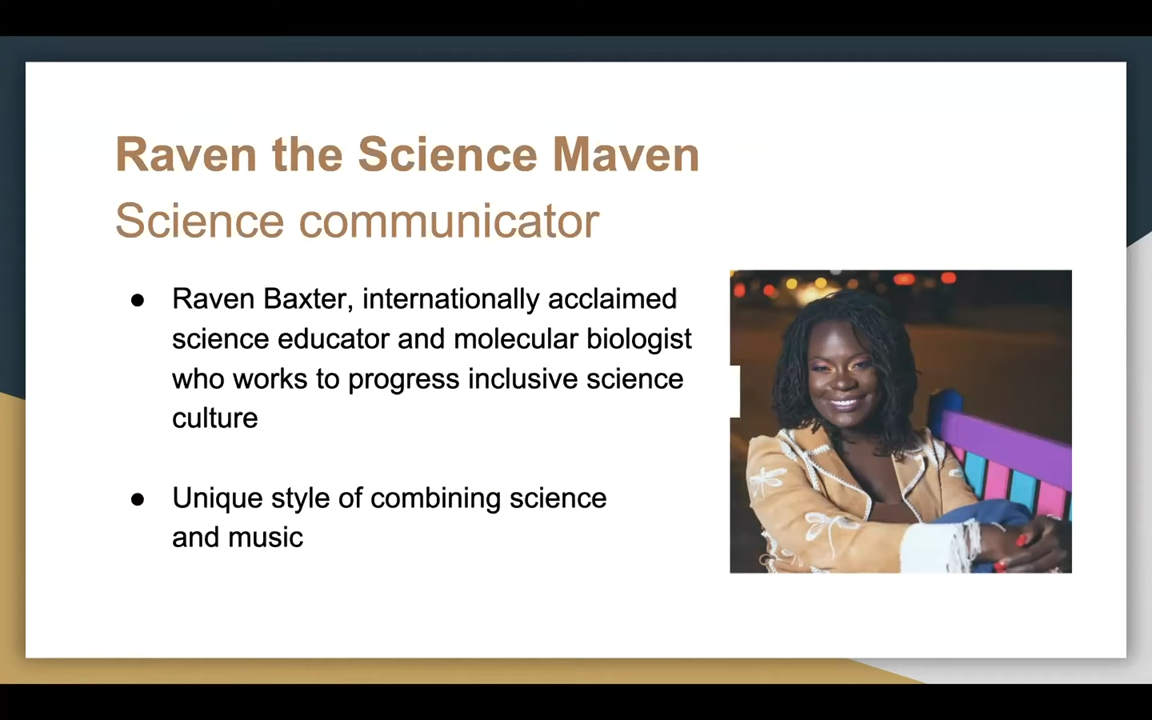 Raven the Science Maven
Science communicator
● Raven Baxter, internationally acclaimed
science educator and molecular biologist
who works to progress inclusive science
culture
● Unique style of combining science
and music